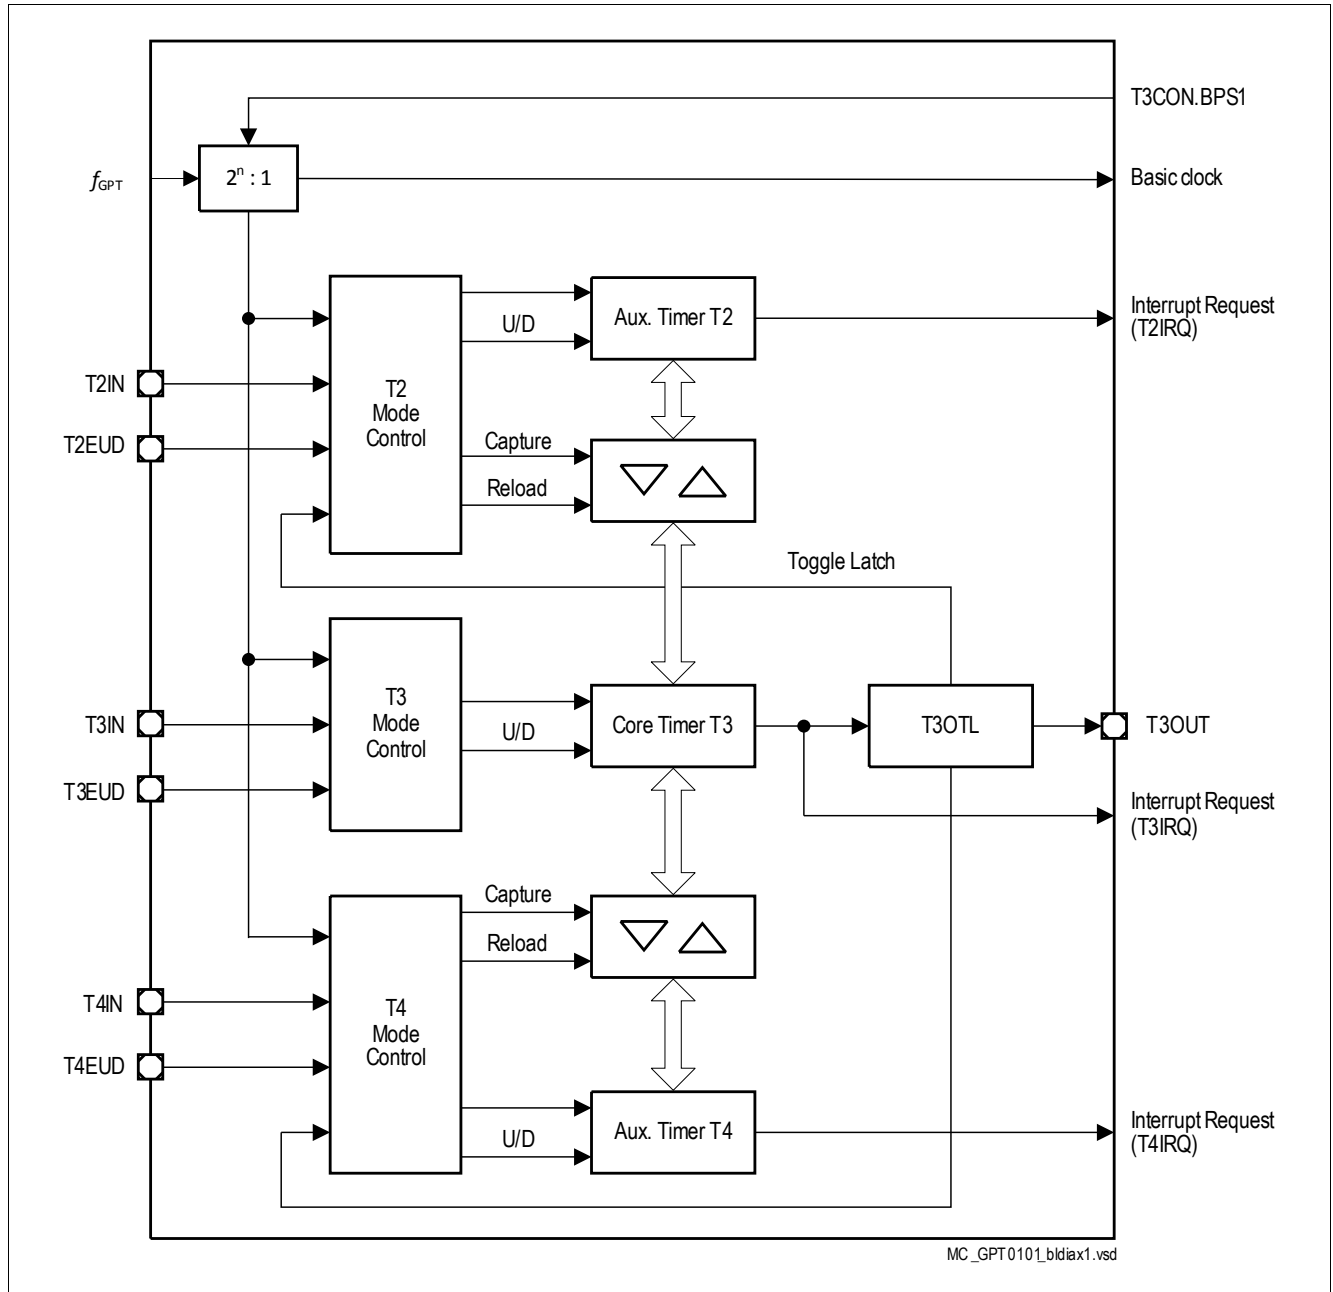 T3CON.BPS1
fGPT
2ⁿ : 1
Basic clock
Aux. Timer T2
U/D
Interrupt Request
(T2IRQ)
T2IN
T2
Mode
Control
T2EUD
Capture
Reload
Toggle Latch
T3
Mode
Control
T3IN
U/D
Core Timer T3
T3OTL
T3OUT
T3EUD
Interrupt Request
(T3IRQ)
Capture
Reload
T4IN
T4
Mode
Control
T4EUD
U/D
Aux. Timer T4
Interrupt Request
(T4IRQ)
MC_GPT0101_bldiax1.vsd